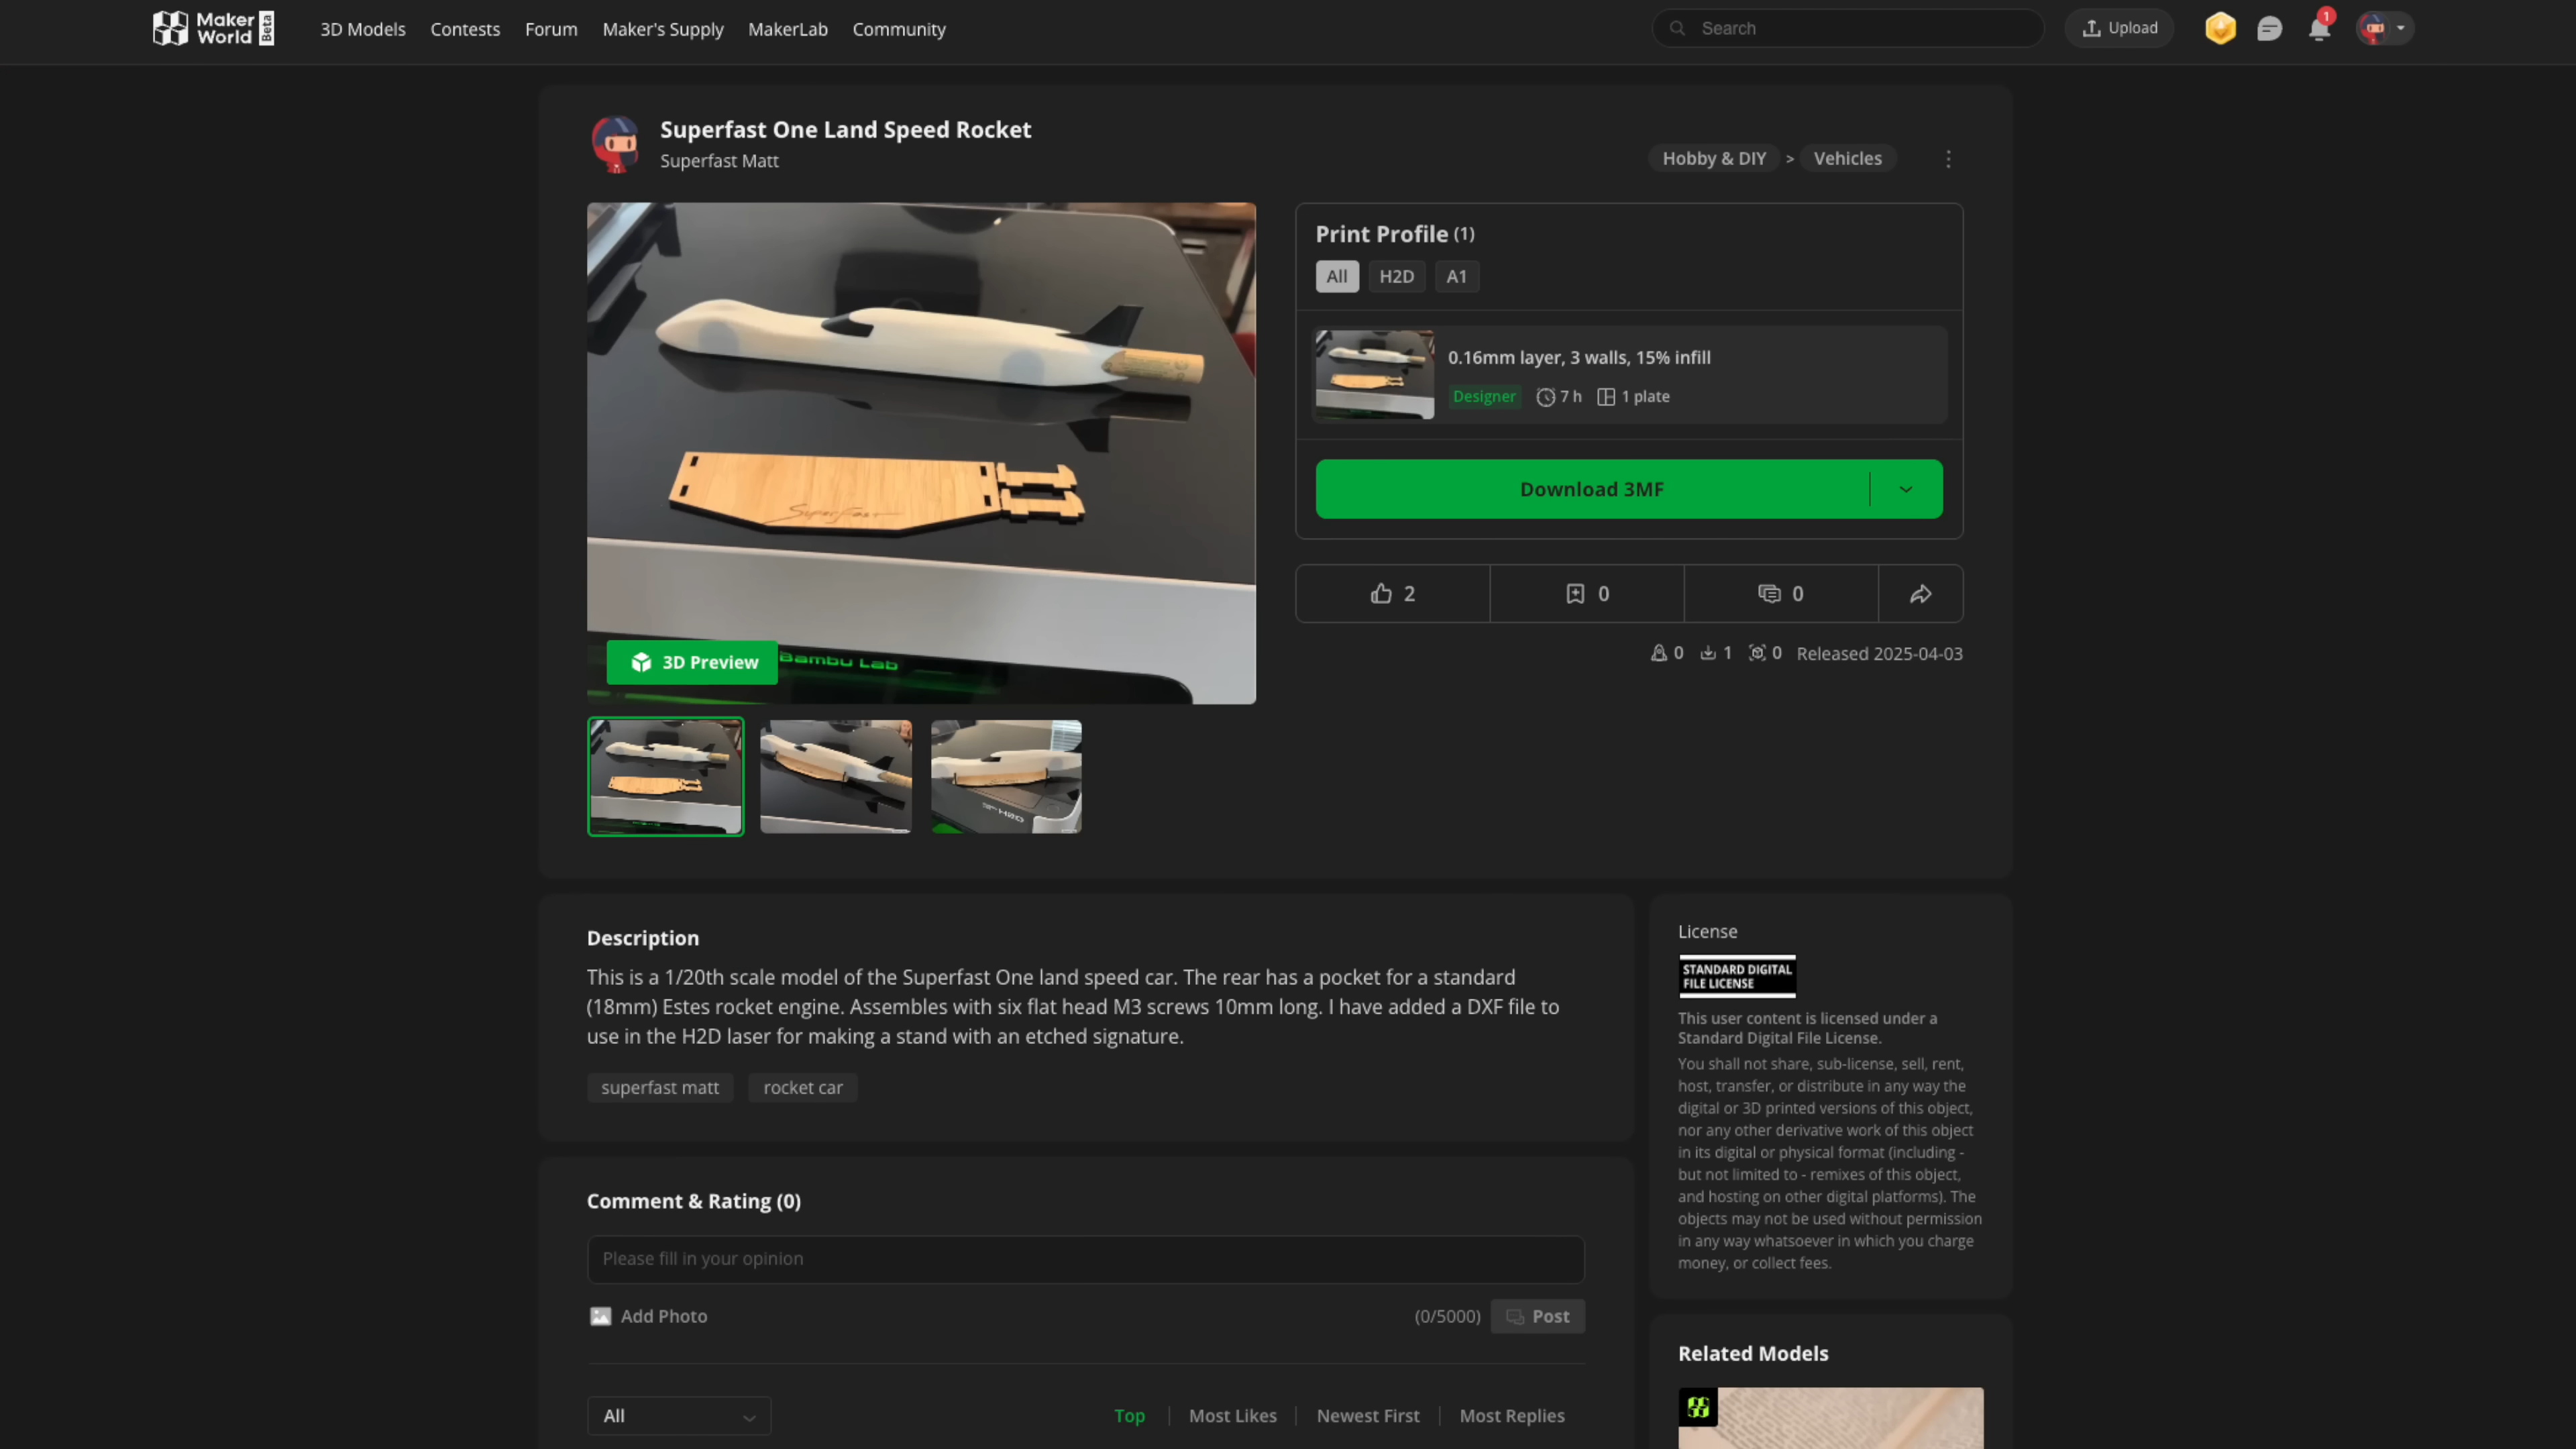 Maker World Beta
3D Models
Contests
Forum
Maker's Supply
MakerLab
Community
Search
Upload
1
Superfast One Land Speed Rocket
Superfast Matt
Hobby & DIY > Vehicles
SuperFast
Bambu Lab
3D Preview
H2D
Print Profile (1)
All
H2D
A1
0.16mm layer, 3 walls, 15% infill
Designer
7 h
1 plate
Download 3MF
2
0
0
0
1
0
Released 2025-04-03
Description
This is a 1/20th scale model of the Superfast One land speed car. The rear has a pocket for a standard
(18mm) Estes rocket engine. Assembles with six flat head M3 screws 10mm long. I have added a DXF file to
use in the H2D laser for making a stand with an etched signature.
superfast matt
rocket car
Comment & Rating (0)
Please fill in your opinion
Add Photo
(0/5000)
Post
All
Top | Most Likes | Newest First | Most Replies
License
STANDARD DIGITAL
FILE LICENSE
This user content is licensed under a
Standard Digital File License.
You shall not share, sub-license, sell, rent,
host, transfer, or distribute in any way the
digital or 3D printed versions of this object,
nor any other derivative work of this object
in its digital or physical format (including -
but not limited to - remixes of this object,
and hosting on other digital platforms). The
objects may not be used without permission
in any way whatsoever in which you charge
money, or collect fees.
Related Models